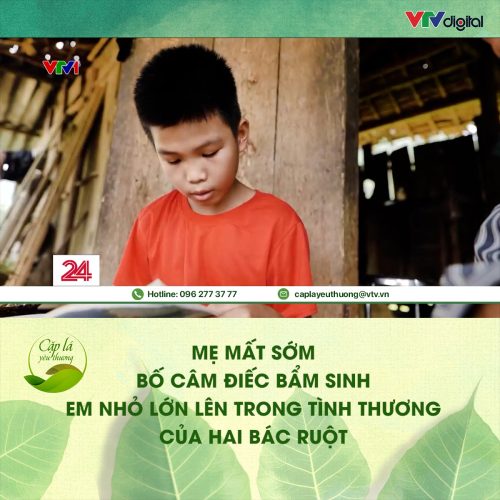 VTVdigital
VTV1
24
Hotline: 096 277 37 77
caplayeuthuong@vtv.vn
Cặp lá
yêu thương
MẸ MẤT SỚM
BỐ CÂM ĐIẾC BẨM SINH
EM NHỎ LỚN LÊN TRONG TÌNH THƯƠNG
CỦA HAI BÁC RUỘT